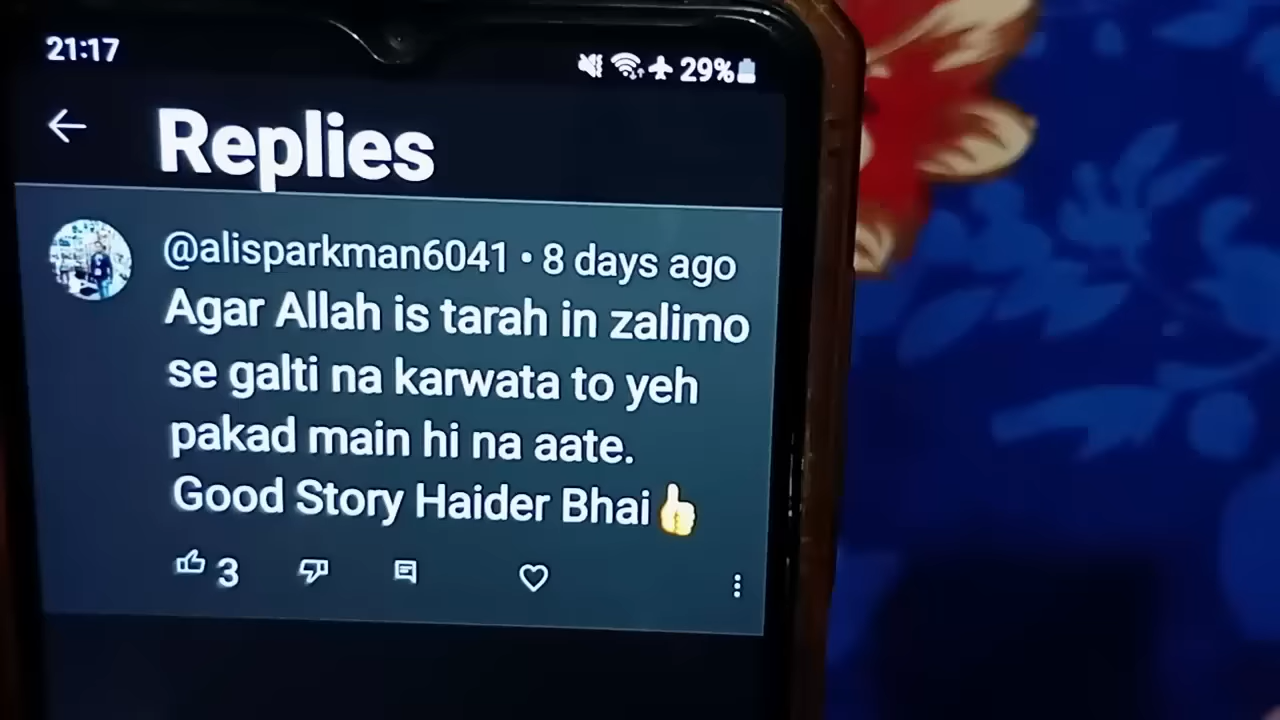 21:17 29%
Replies
@alisparkman6041 • 8 days ago
Agar Allah is tarah in zalimo
se galti na karwata to yeh
pakad main hi na aate.
Good Story Haider Bhai👍
3